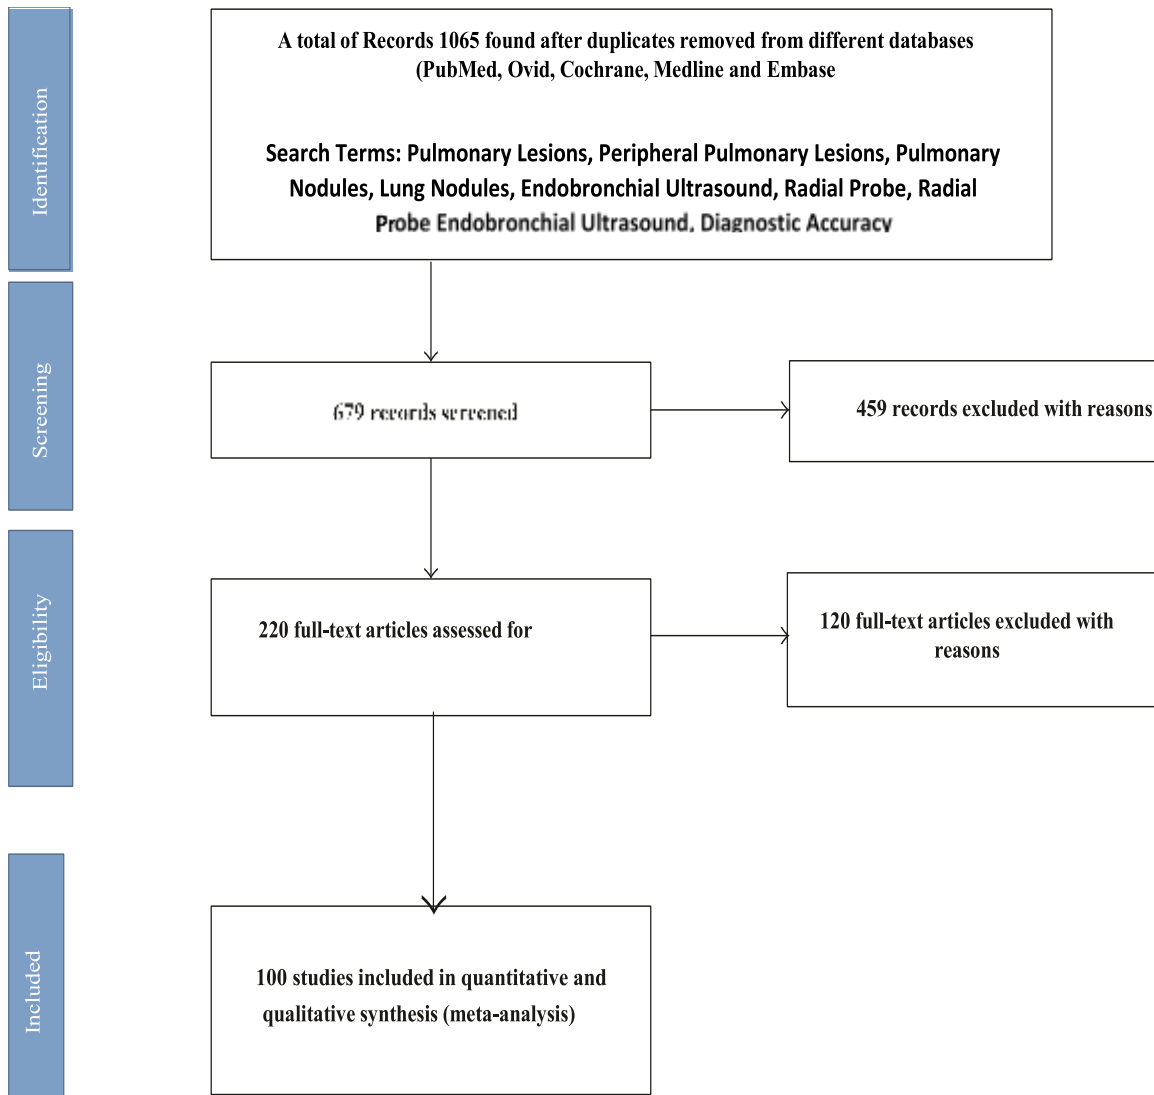 Identification
A total of Records 1065 found after duplicates removed from different databases
(PubMed, Ovid, Cochrane, Medline and Embase
Search Terms: Pulmonary Lesions, Peripheral Pulmonary Lesions, Pulmonary
Nodules, Lung Nodules, Endobronchial Ultrasound, Radial Probe, Radial
Probe Endobronchial Ultrasound, Diagnostic Accuracy
Screening
679 records screened
459 records excluded with reasons
Eligibility
220 full-text articles assessed for
120 full-text articles excluded with
reasons
Included
100 studies included in quantitative and
qualitative synthesis (meta-analysis)